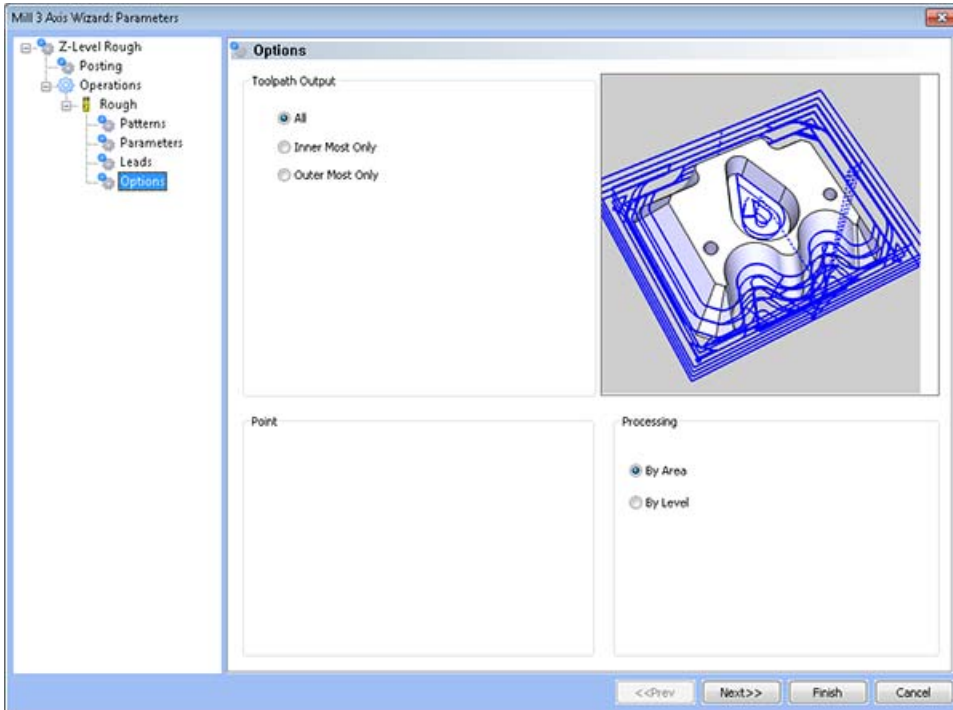 Mill 3 Axis Wizard: Parameters
Z-Level Rough
Posting
Operations
Rough
Patterns
Parameters
Leads
Options
Options
Toolpath Output
All
Inner Most Only
Outer Most Only
Point
Processing
By Area
By Level
<<Prev
Next>>
Finish
Cancel